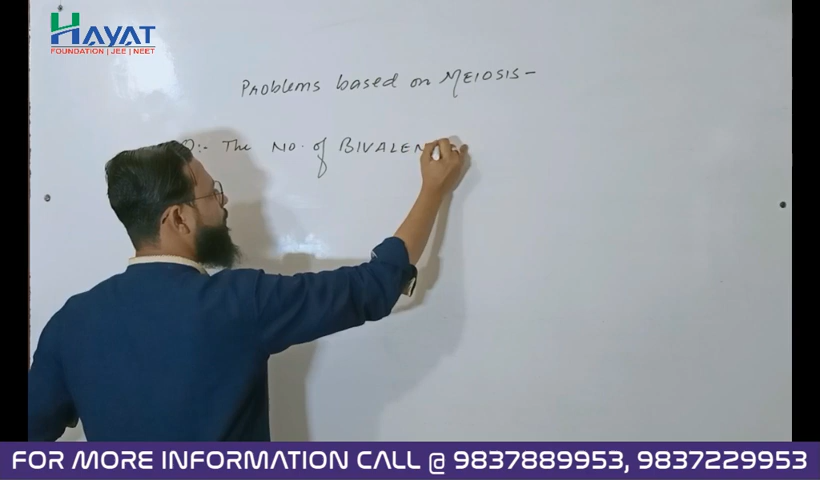 HAYAT
FOUNDATION | JEE | NEET
Problems based on MEIOSIS-
:- The NO. of BIVALEN
FOR MORE INFORMATION CALL @ 9837889953, 9837229953